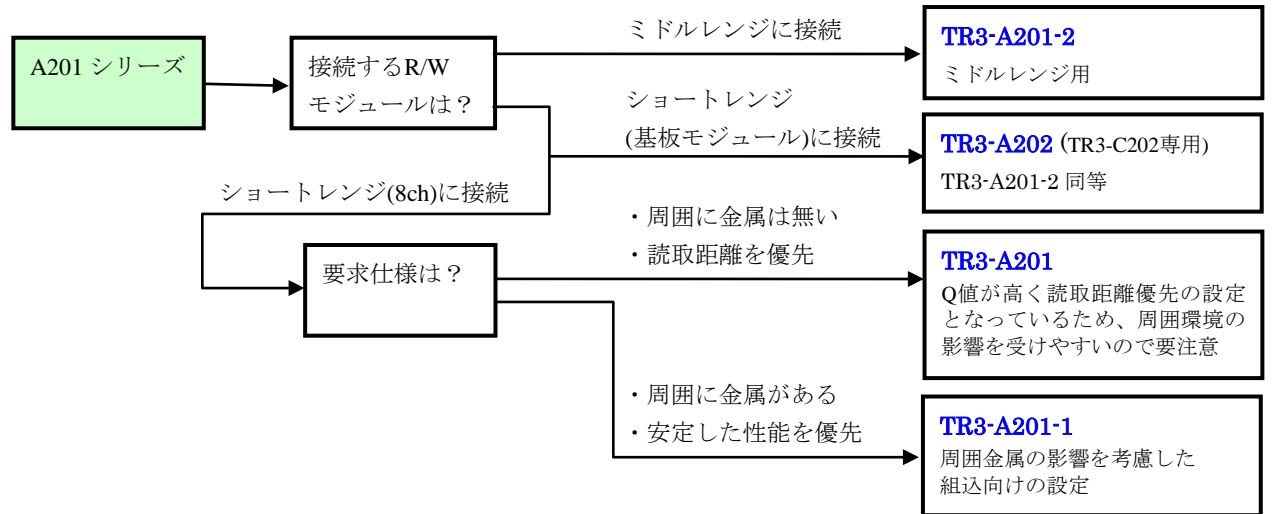 A201 シリーズ
接続するR/W
モジュールは？
ミドルレンジに接続
TR3-A201-2
ミドルレンジ用
ショートレンジ
(基板モジュール)に接続
TR3-A202 (TR3-C202専用)
TR3-A201-2 同等
ショートレンジ(8ch)に接続
要求仕様は？
・周囲に金属は無い
・読取距離を優先
TR3-A201
Q値が高く読取距離優先の設定
となっているため、周囲環境の
影響を受けやすいので要注意
・周囲に金属がある
・安定した性能を優先
TR3-A201-1
周囲金属の影響を考慮した
組込向けの設定